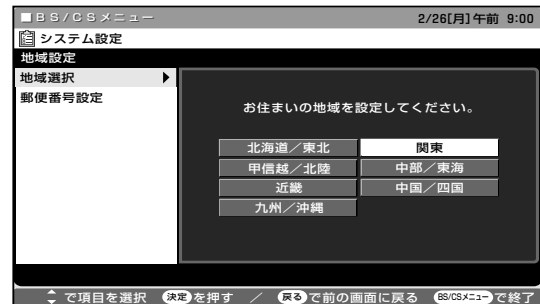 BS/CSメニュー 2/26[月]午前 9:00
システム設定
地域設定
地域選択
郵便番号設定
お住まいの地域を設定してください。
北海道／東北 関東
甲信越／北陸 中部／東海
近畿 中国／四国
九州／沖縄
で項目を選択 決定を押す ／ 戻るで前の画面に戻る BS/CSメニューで終了